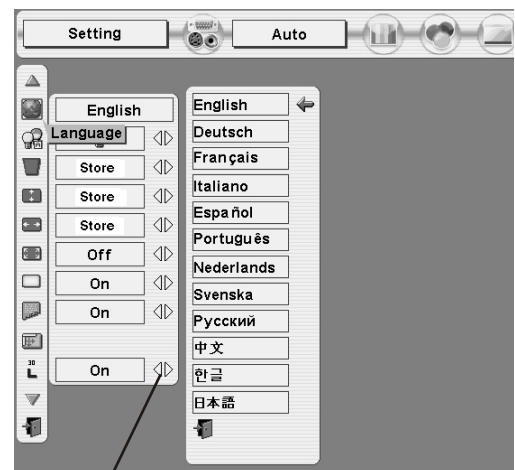 Setting
Auto
English
Language
Store
Store
Store
Off
On
On
30
On
English
Deutsch
Français
Italiano
Español
Português
Nederlands
Svenska
Русский
中文
한글
日本語